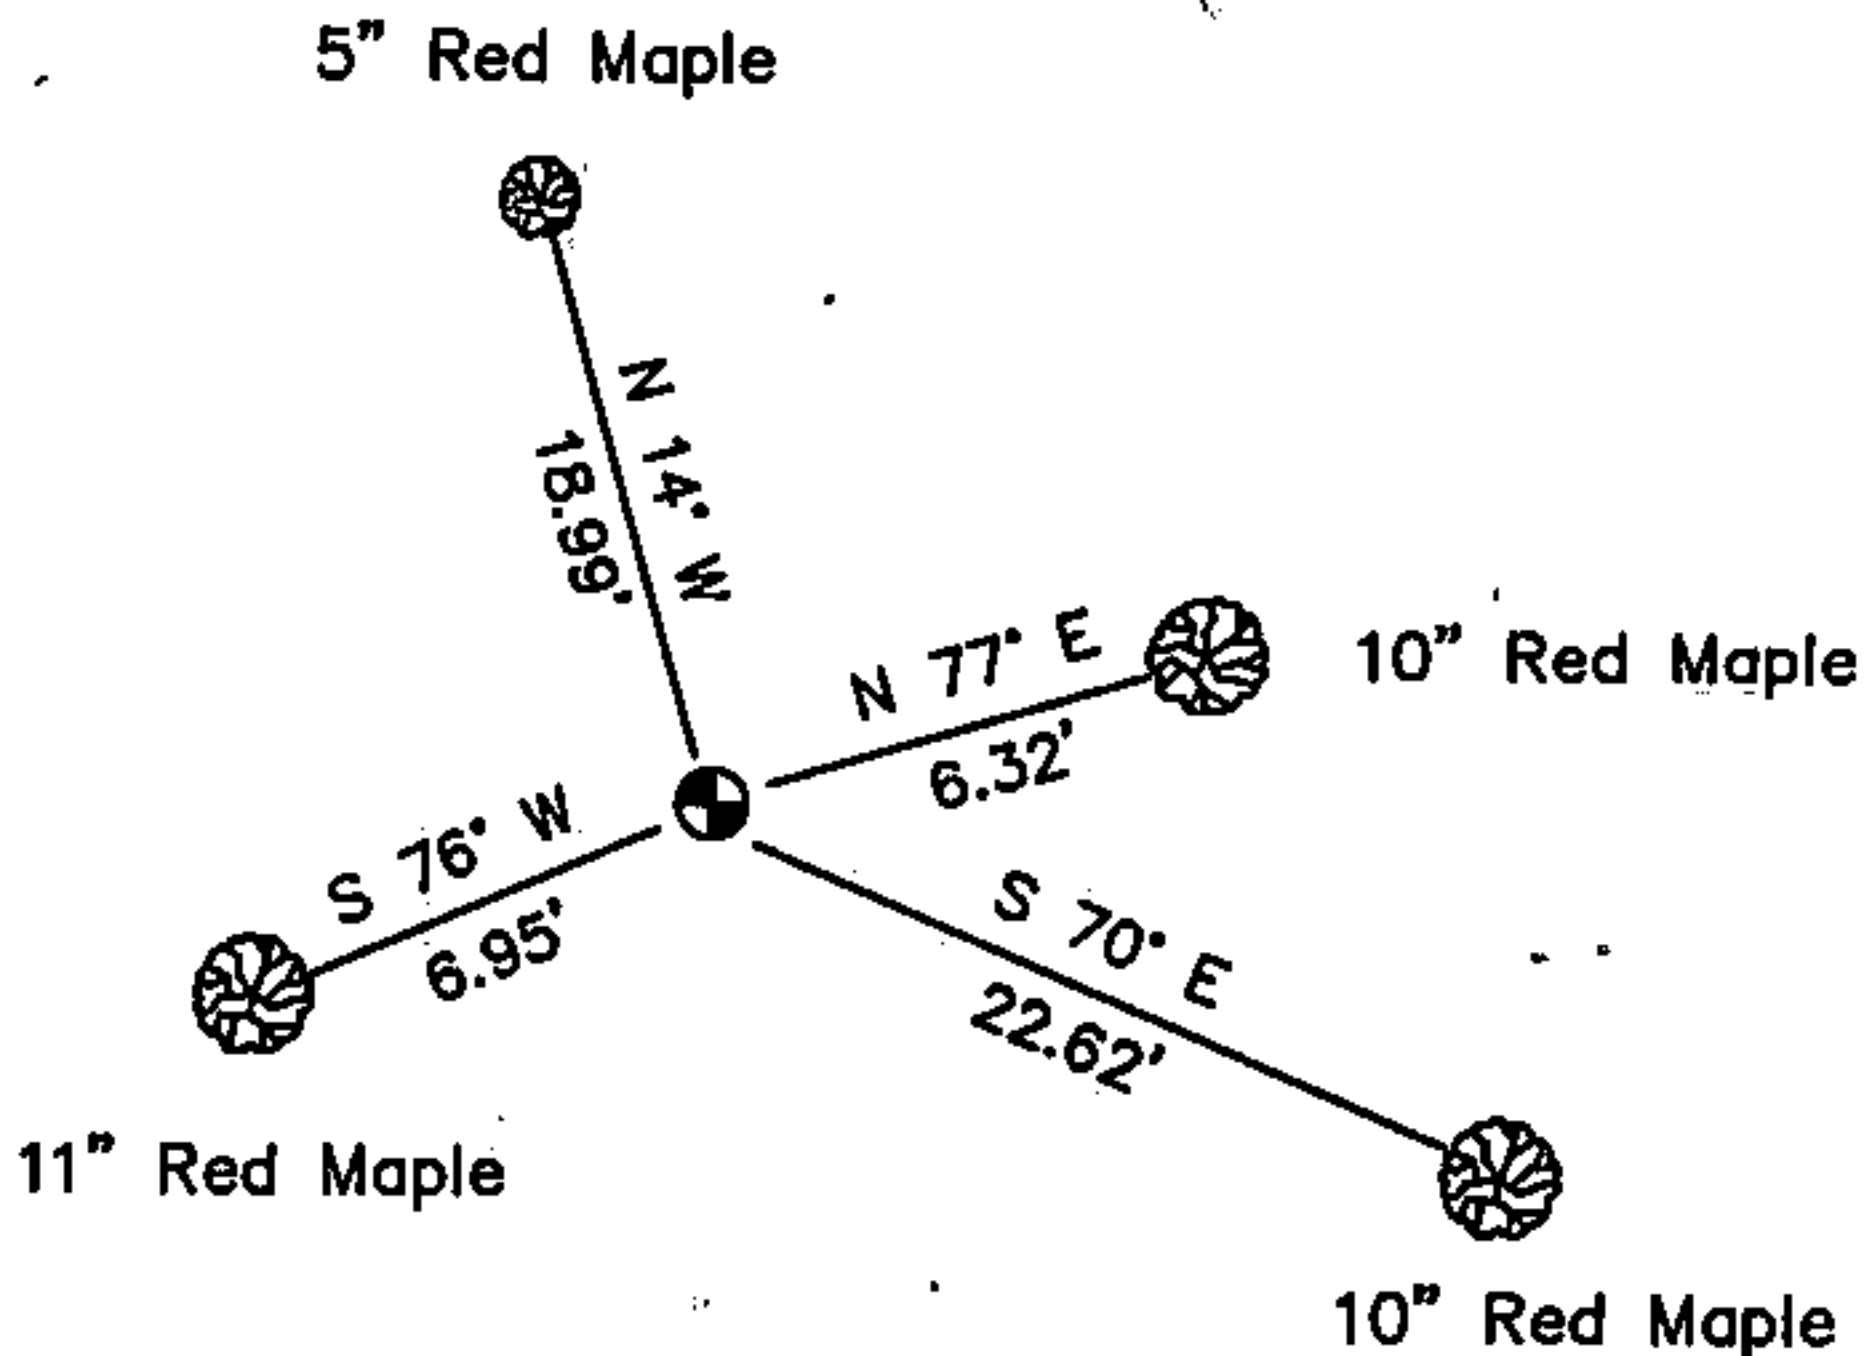 5" Red Maple
N 14° W
18.99'
N 77° E
6.32'
10" Red Maple
S 76° W
6.95'
11" Red Maple
S 70° E
22.62'
10" Red Maple